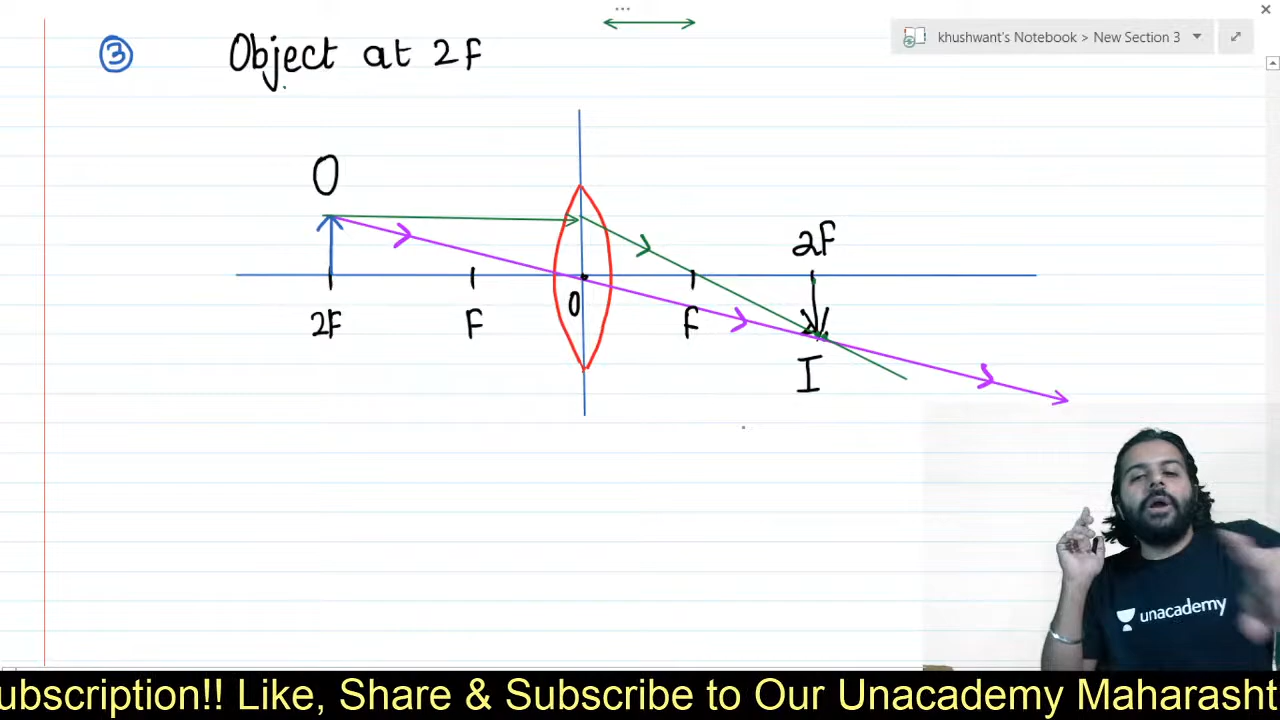 ...
khushwant's Notebook > New Section 3
3 Object at 2F
O
2F
2F F O F
I
unacademy
ubscription!! Like, Share & Subscribe to Our Unacademy Maharasht